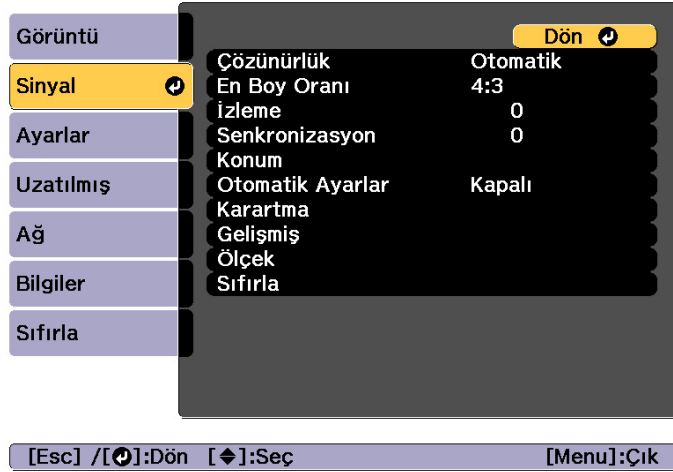 Görüntü
Sinyal
Ayarlar
Uzatılmış
Ağ
Bilgiler
Sıfırla
Dön
Çözünürlük Otomatik
En Boy Oranı 4:3
İzleme 0
Senkronizasyon 0
Konum
Otomatik Ayarlar Kapalı
Karartma
Gelişmiş
Ölçek
Sıfırla
[Esc] /[]:Dön []:Seç [Menu]:Çık